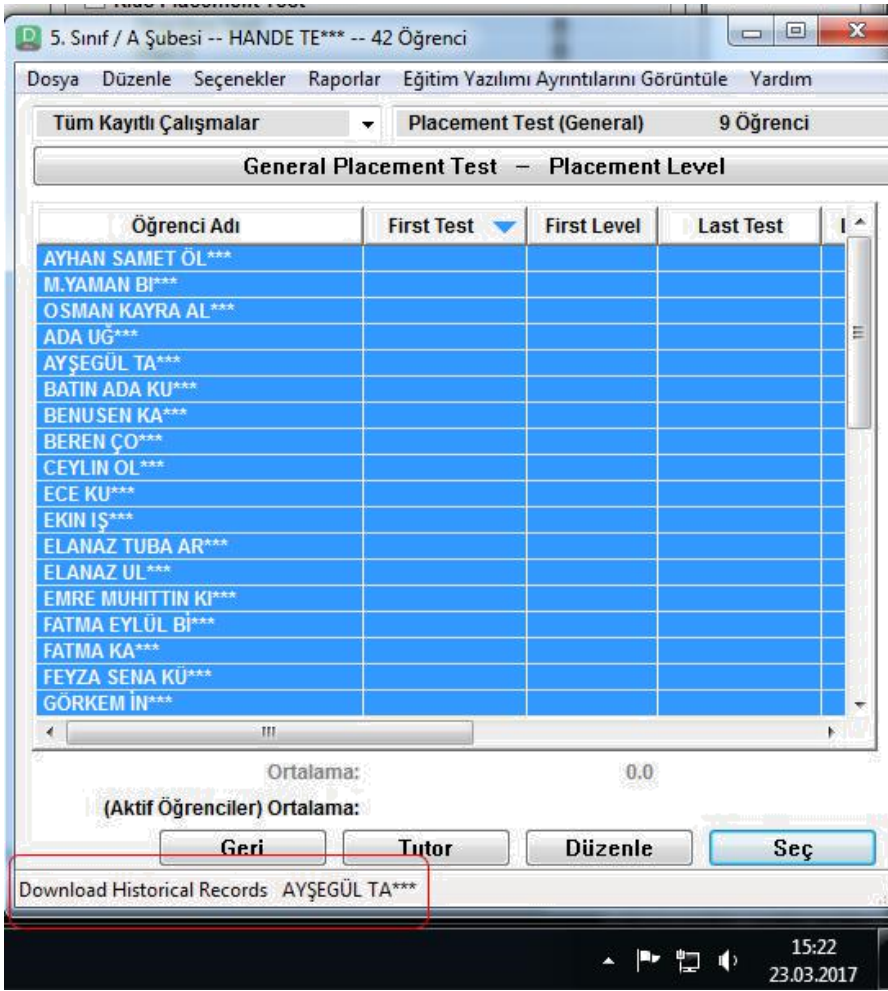 5. Sınıf / A Şubesi -- HANDE TE*** -- 42 Öğrenci
Dosya Düzenle Seçenekler Raporlar Eğitim Yazılımı Ayrıntılarını Görüntüle Yardım
Tüm Kayıtlı Çalışmalar Placement Test (General) 9 Öğrenci
General Placement Test – Placement Level
Öğrenci Adı First Test First Level Last Test
AYHAN SAMET ÖL***
M.YAMAN BI***
OSMAN KAYRA AL***
ADA UĞ***
AYŞEGÜL TA***
BATIN ADA KU***
BENUSEN KA***
BEREN ÇO***
CEYLIN OL***
ECE KU***
EKIN IŞ***
ELANAZ TUBA AR***
ELANAZ UL***
EMRE MUHITTIN KI***
FATMA EYLÜL Bİ***
FATMA KA***
FEYZA SENA KÜ***
GÖRKEM İN***
Ortalama: 0.0
(Aktif Öğrenciler) Ortalama:
Geri Tutor Düzenle Seç
Download Historical Records AYŞEGÜL TA***
15:22
23.03.2017